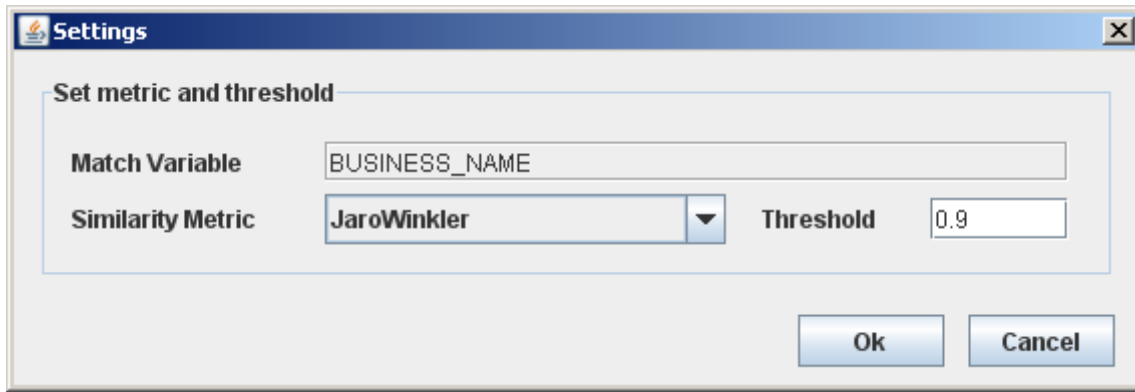 Settings
Set metric and threshold
Match Variable BUSINESS_NAME
Similarity Metric JaroWinkler Threshold 0.9
Ok Cancel